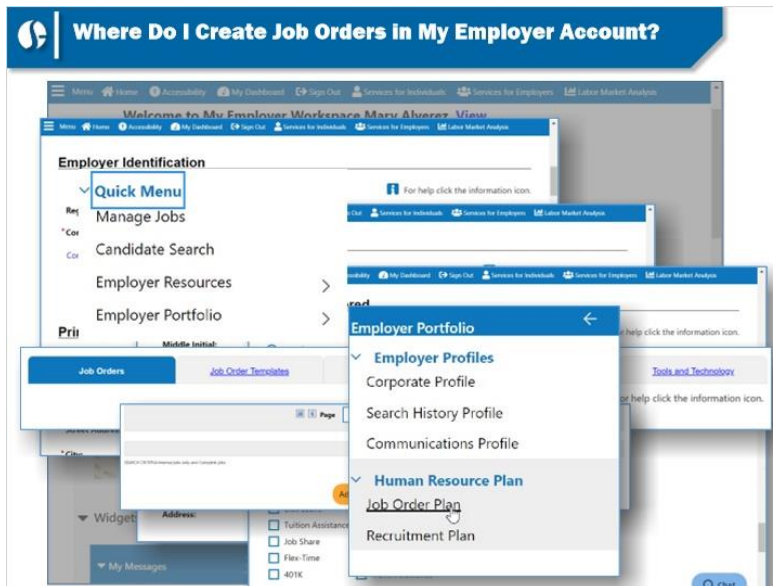 Where Do I Create Job Orders in My Employer Account?
Menu Home Accessibility My Dashboard Sign Out Services for Individuals Services for Employers Labor Market Analysis
Welcome to My Employer Workspace Mary Alverez View
Menu Home Accessibility My Dashboard Sign Out Services for Individuals Services for Employers Labor Market Analysis
Employer Identification
Quick Menu
For help click the information icon.
Manage Jobs
Out Services for Individuals Services for Employers Labor Market Analysis
Candidate Search
Employer Resources
My Dashboard Sign Out Services for Individuals Services for Employers Labor Market Analysis
Employer Portfolio
Employer Portfolio
help click the information icon.
Middle Initial:
Employer Profiles
Job Orders
Job Order Templates
Corporate Profile
Tools and Technology
For help click the information icon.
Search History Profile
Page
Communications Profile
Human Resource Plan
Job Order Plan
Recruitment Plan
Address:
Tuition Assistance
Job Share
Flex-Time
401K
Widget
My Messages
Chat